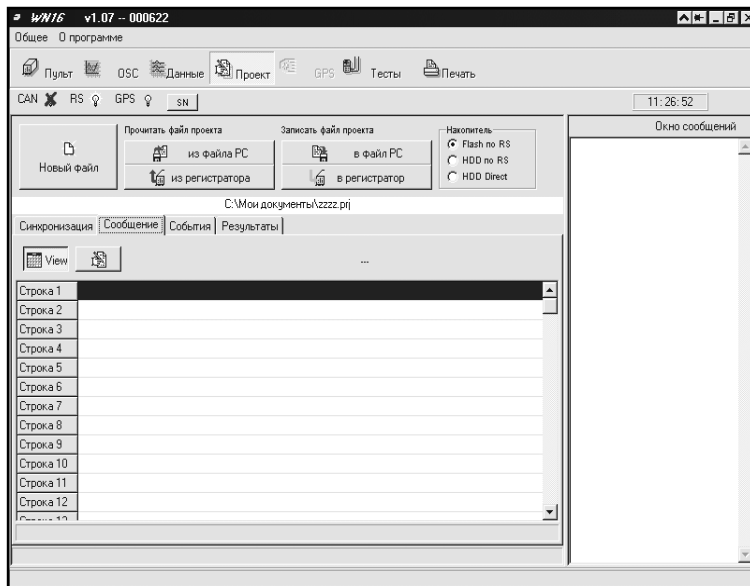 WN16 v1.07 -- 000622
Общее О программе
Пульт OSC Данные Проект GPS Тесты Печать
CAN RS GPS SN 11:26:52
Окно сообщений
Новый файл
Прочитать файл проекта
из файла PC
из регистратора
Записать файл проекта
в файл PC
в регистратор
Накопитель
Flash по RS
HDD по RS
HDD Direct
C:\Мои документы\zzzz.prj
Синхронизация Сообщение События Результаты
View ...
Строка 1
Строка 2
Строка 3
Строка 4
Строка 5
Строка 6
Строка 7
Строка 8
Строка 9
Строка 10
Строка 11
Строка 12
Строка 13